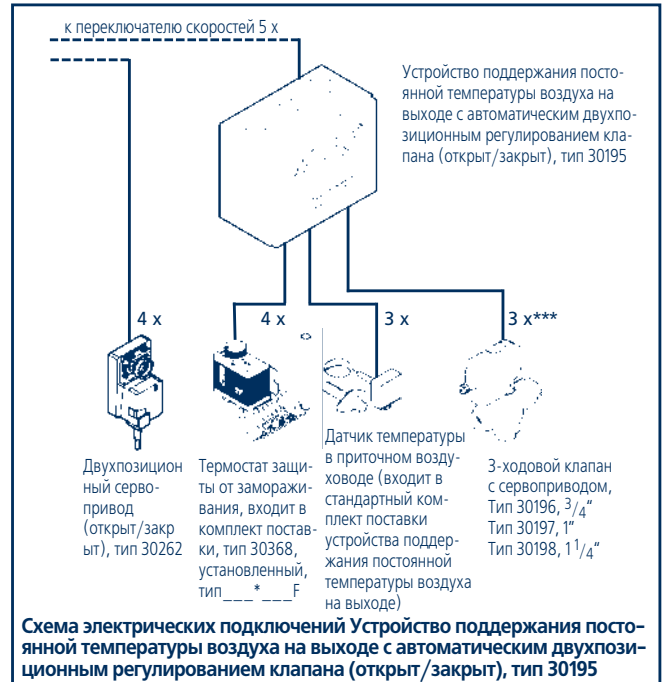 к переключателю скоростей 5 x
Устройство поддержания посто-
янной температуры воздуха на
выходе с автоматическим двухпо-
зиционным регулированием кла-
пана (открыт/закрыт), тип 30195
4 x
4 x
3 x
3 x***
Двухпозицион
ный серво-
привод
(открыт/закр
ыт), тип 30262
Термостат защи-
ты от заморажи-
вания, входит в
комплект постав-
ки, тип 30368,
установленный,
тип___*___F
Датчик температуры
в приточном возду-
ховоде (входит в
стандартный ком-
плект поставки
устройства поддер-
жания постоянной
температуры воздуха
на выходе)
3-ходовой клапан
с сервоприводом,
Тип 30196, 3/4“
Тип 30197, 1”
Тип 30198, 1 1/4“
Схема электрических подключений Устройство поддержания посто-
янной температуры воздуха на выходе с автоматическим двухпози-
ционным регулированием клапана (открыт/закрыт), тип 30195